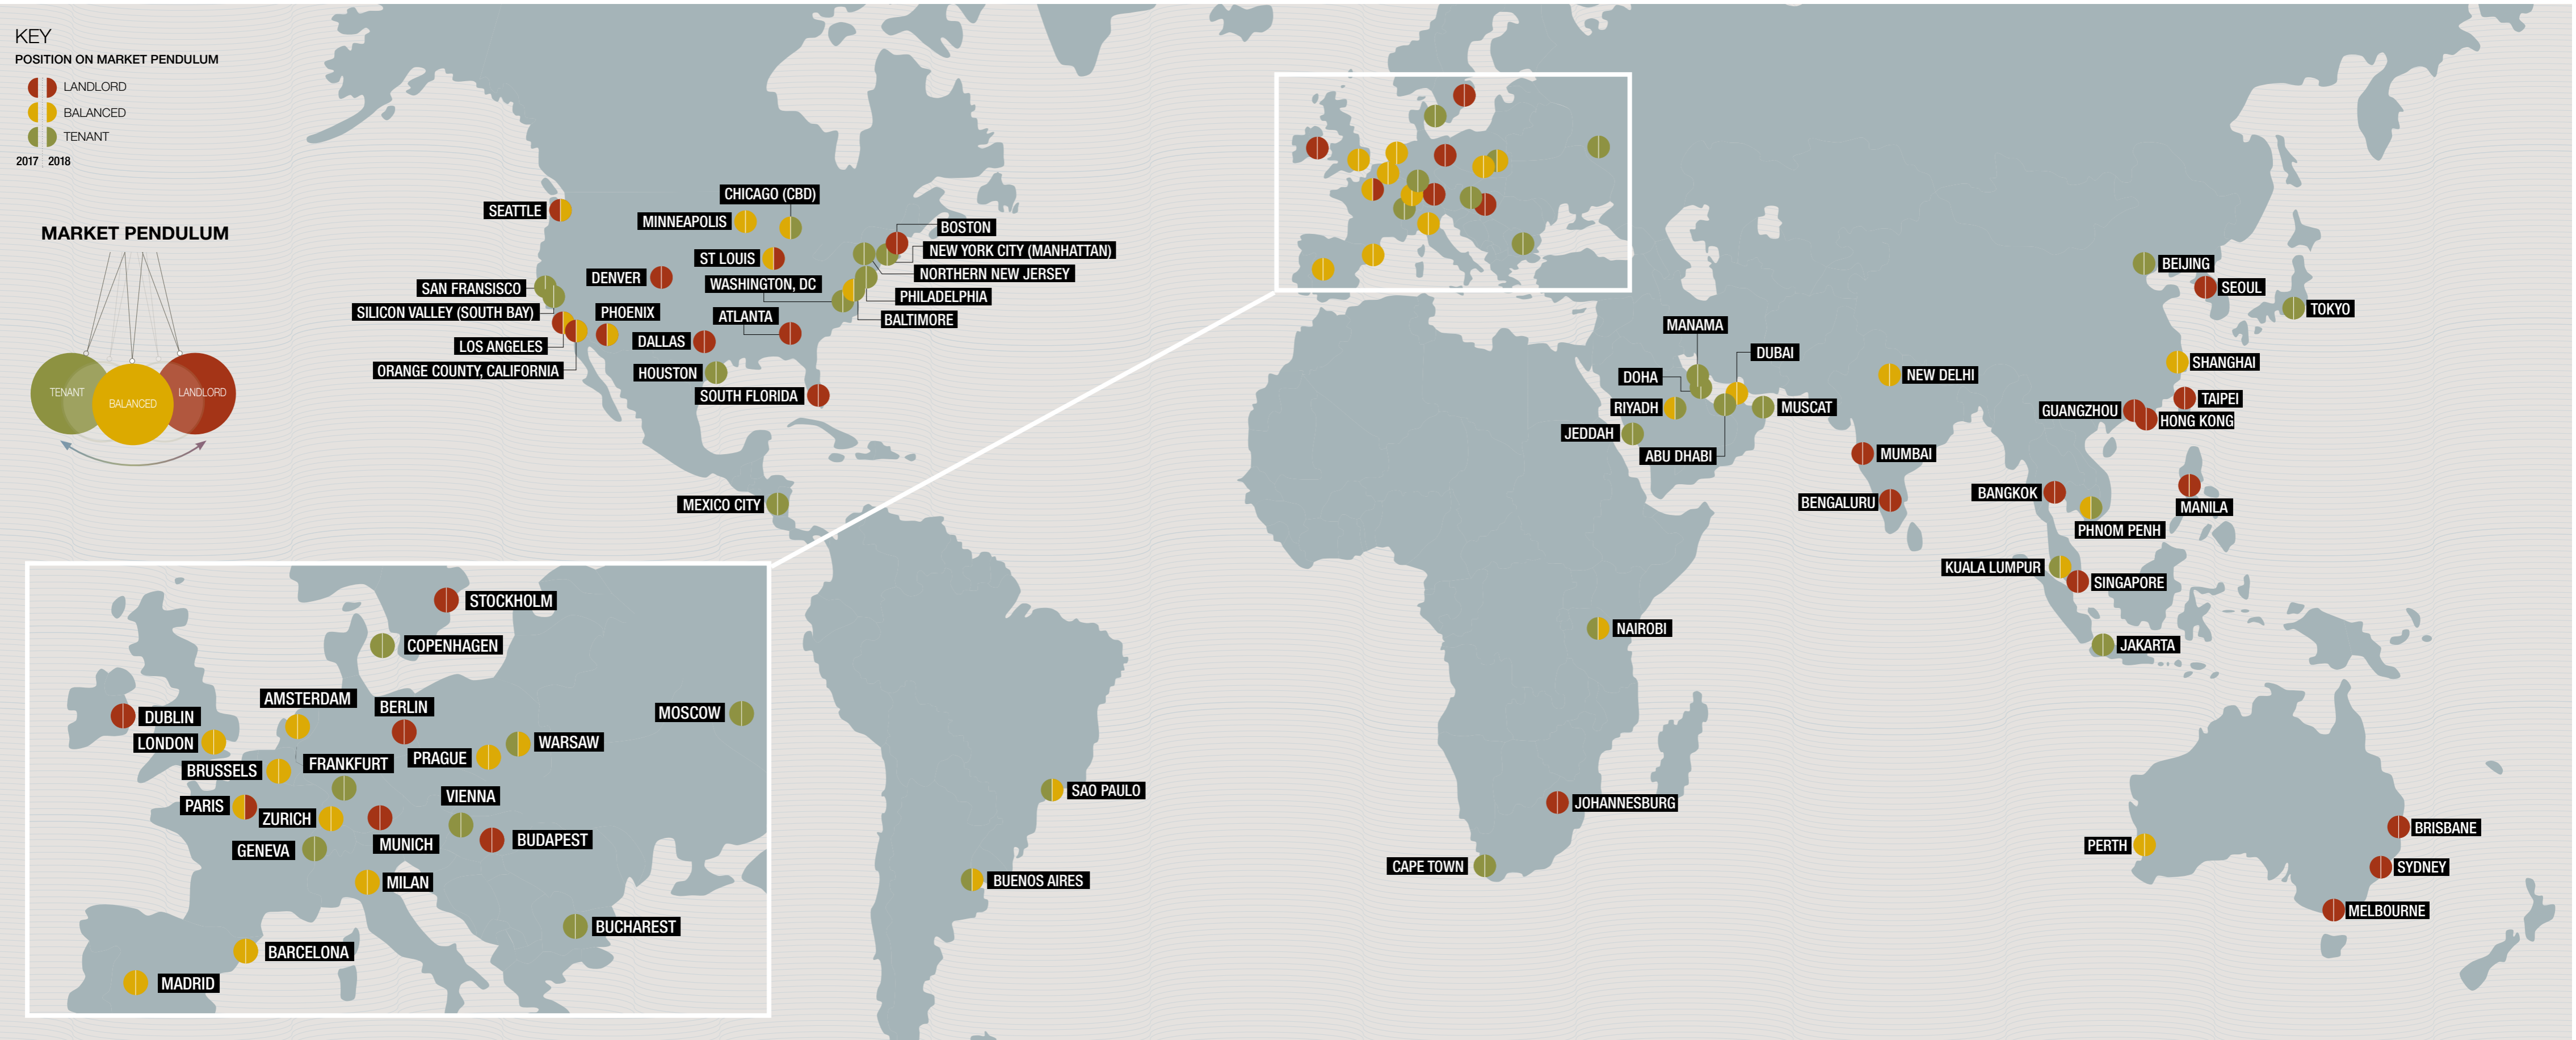 KEY
POSITION ON MARKET PENDULUM
LANDLORD
BALANCED
TENANT
2017 2018
MARKET PENDULUM
TENANT
BALANCED
LANDLORD
SEATTLE
CHICAGO (CBD)
MINNEAPOLIS
ST LOUIS
DENVER
WASHINGTON, DC
BOSTON
NEW YORK CITY (MANHATTAN)
NORTHERN NEW JERSEY
PHILADELPHIA
BALTIMORE
SAN FRANSISCO
SILICON VALLEY (SOUTH BAY)
PHOENIX
ATLANTA
LOS ANGELES
DALLAS
ORANGE COUNTY, CALIFORNIA
HOUSTON
SOUTH FLORIDA
MEXICO CITY
SAO PAULO
BUENOS AIRES
STOCKHOLM
COPENHAGEN
AMSTERDAM
BERLIN
MOSCOW
DUBLIN
LONDON
WARSAW
PRAGUE
FRANKFURT
BRUSSELS
VIENNA
PARIS
ZURICH
MUNICH
BUDAPEST
GENEVA
MILAN
BUCHAREST
BARCELONA
MADRID
MANAMA
DUBAI
DOHA
RIYADH
MUSCAT
JEDDAH
ABU DHABI
NAIROBI
JOHANNESBURG
CAPE TOWN
BEIJING
SEOUL
TOKYO
SHANGHAI
NEW DELHI
TAIPEI
GUANGZHOU
HONG KONG
MUMBAI
BENGALURU
BANGKOK
MANILA
PHNOM PENH
KUALA LUMPUR
SINGAPORE
JAKARTA
BRISBANE
PERTH
SYDNEY
MELBOURNE